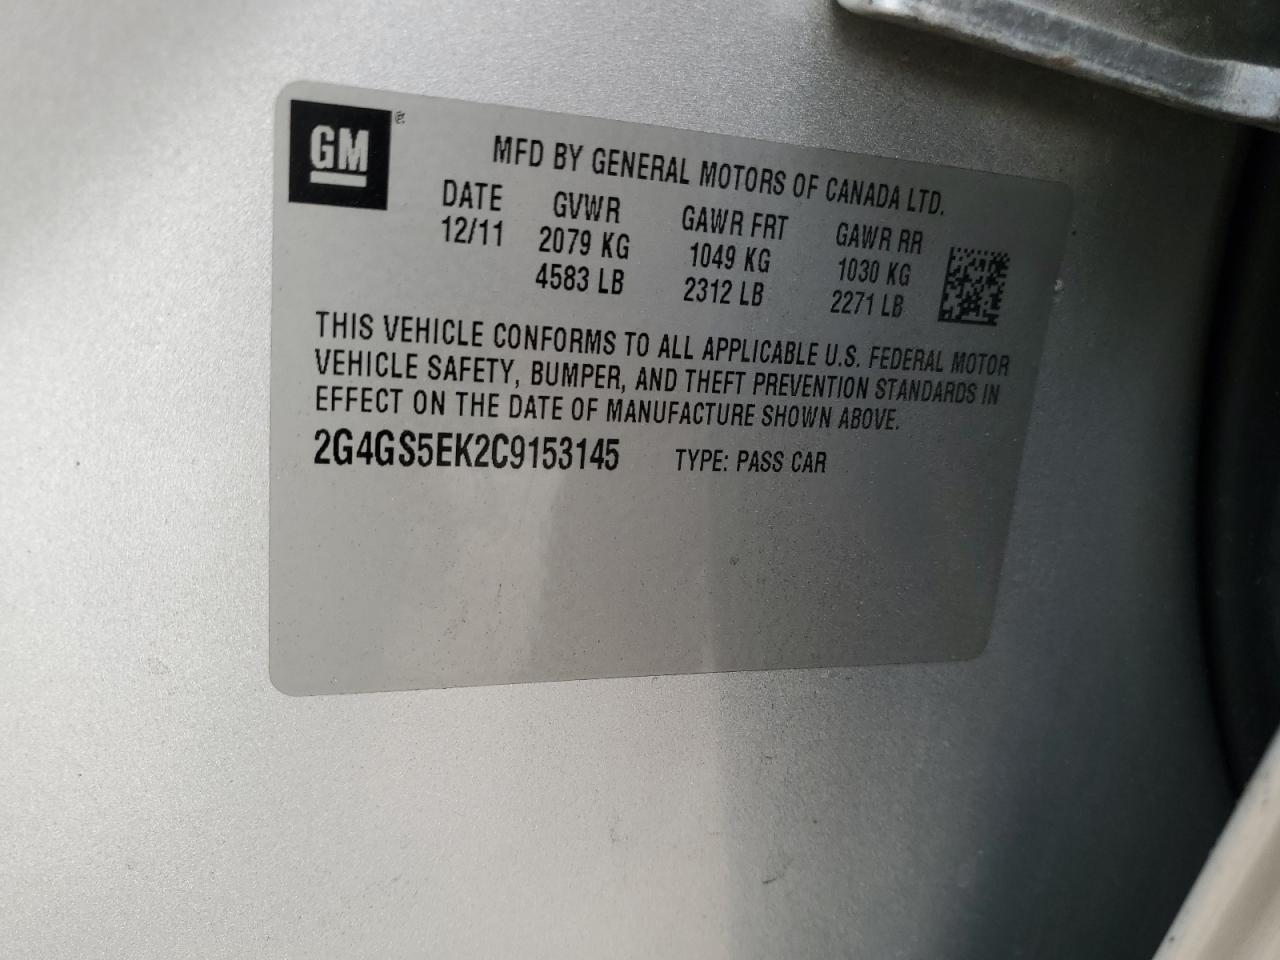 GM ®
MFD BY GENERAL MOTORS OF CANADA LTD.
DATE GVWR GAWR FRT GAWR RR
12/11 2079 KG 1049 KG 1030 KG
4583 LB 2312 LB 2271 LB
THIS VEHICLE CONFORMS TO ALL APPLICABLE U.S. FEDERAL MOTOR
VEHICLE SAFETY, BUMPER, AND THEFT PREVENTION STANDARDS IN
EFFECT ON THE DATE OF MANUFACTURE SHOWN ABOVE.
2G4GS5EK2C9153145 TYPE: PASS CAR